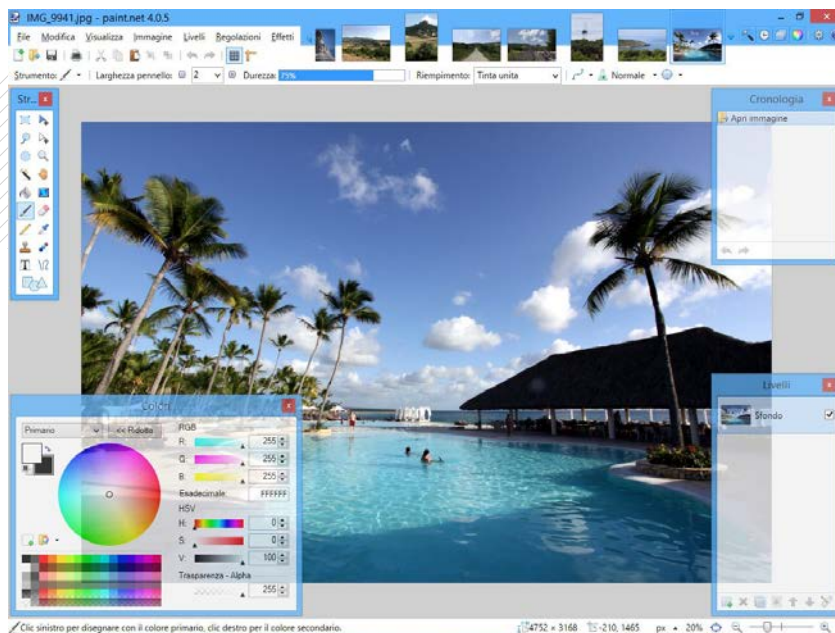 IMG_9941.jpg - paint.net 4.0.5
File Modifica Visualizza Immagine Livelli Regolazioni Effetti
Strumento: Larghezza pennello: 2 Durezza: 75% Riempimento: Tinta unita Normale
Str...
Cronologia
Apri immagine
Colori
Primario << Ridotto
RGB
R: 255
G: 255
B: 255
Esadecimale: FFFFFF
HSV
H: 0
S: 0
V: 100
Trasparenza - Alpha
255
Livelli
Sfondo
Clic sinistro per disegnare con il colore primario, clic destro per il colore secondario. 4752 × 3168 -210, 1465 px 20%